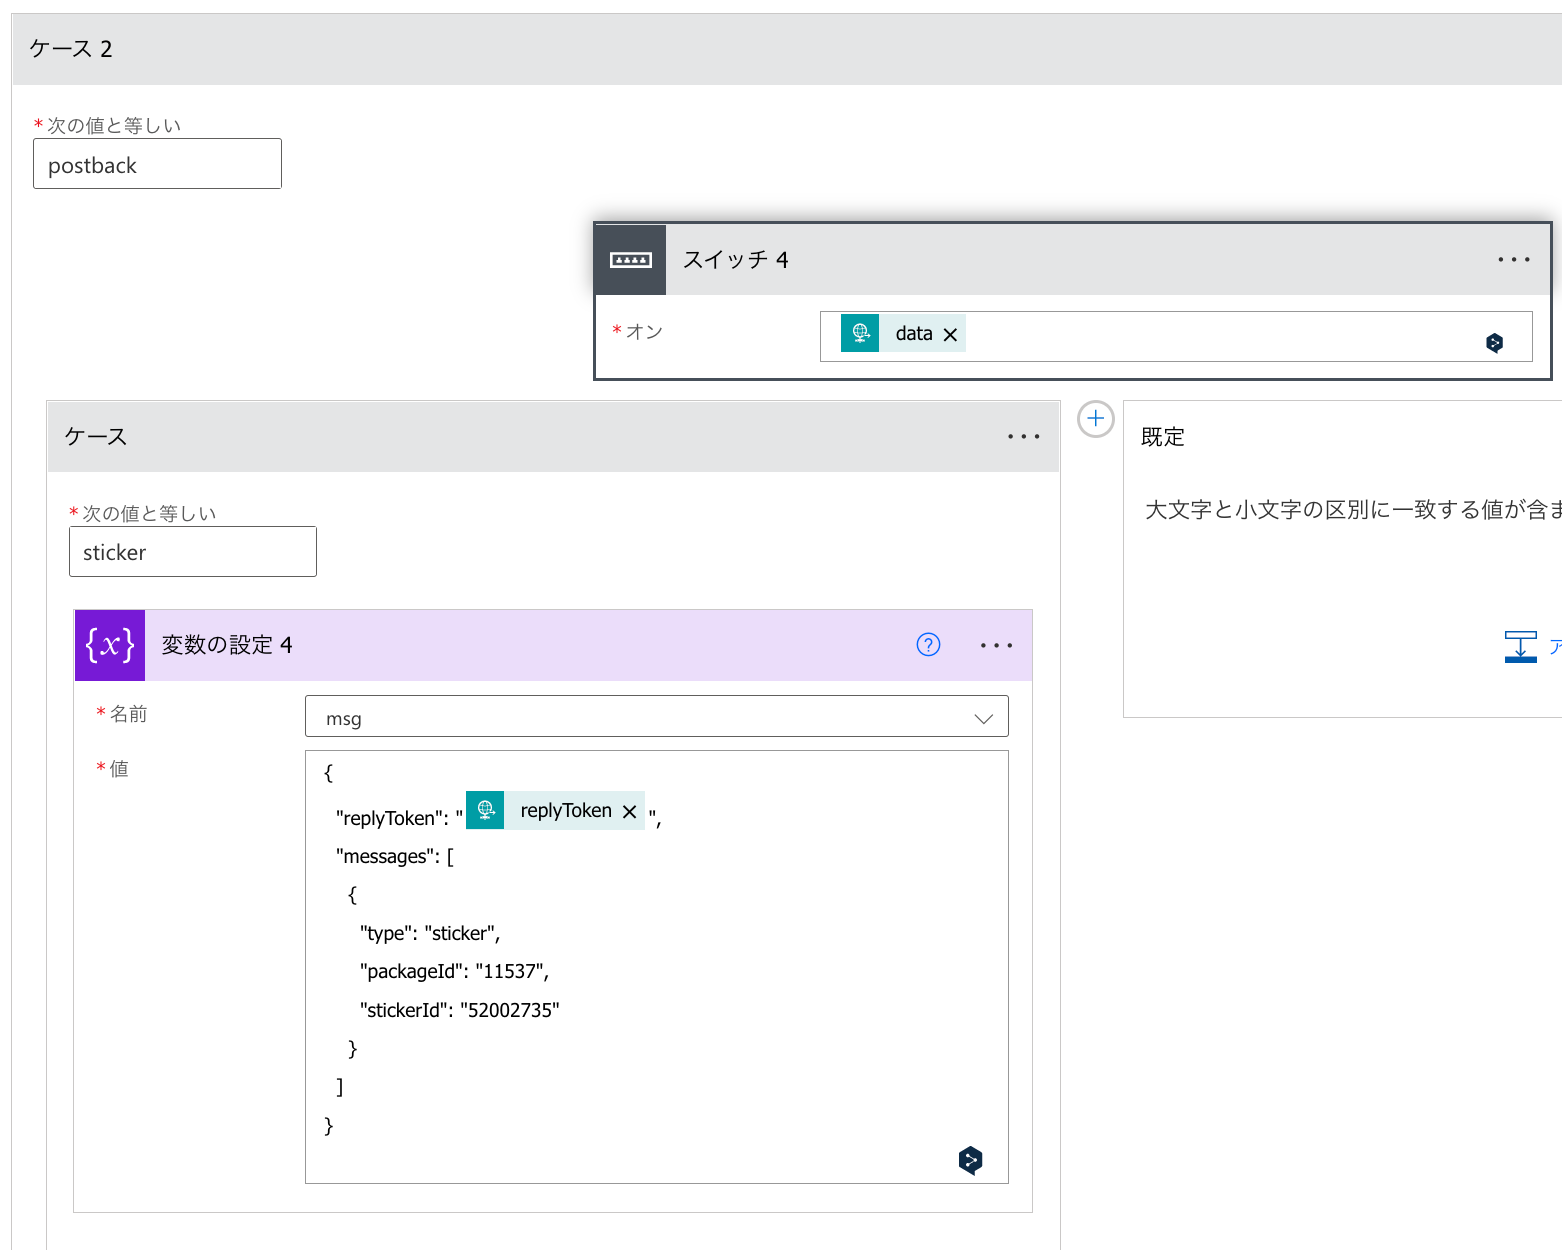 ケース 2
* 次の値と等しい
postback
スイッチ 4
* オン
data
ケース
* 次の値と等しい
sticker
{x} 変数の設定 4
* 名前
msg
* 値
{
"replyToken": " replyToken ",
"messages": [
{
"type": "sticker",
"packageId": "11537",
"stickerId": "52002735"
}
]
}
既定
大文字と小文字の区別に一致する値が含ま
ア